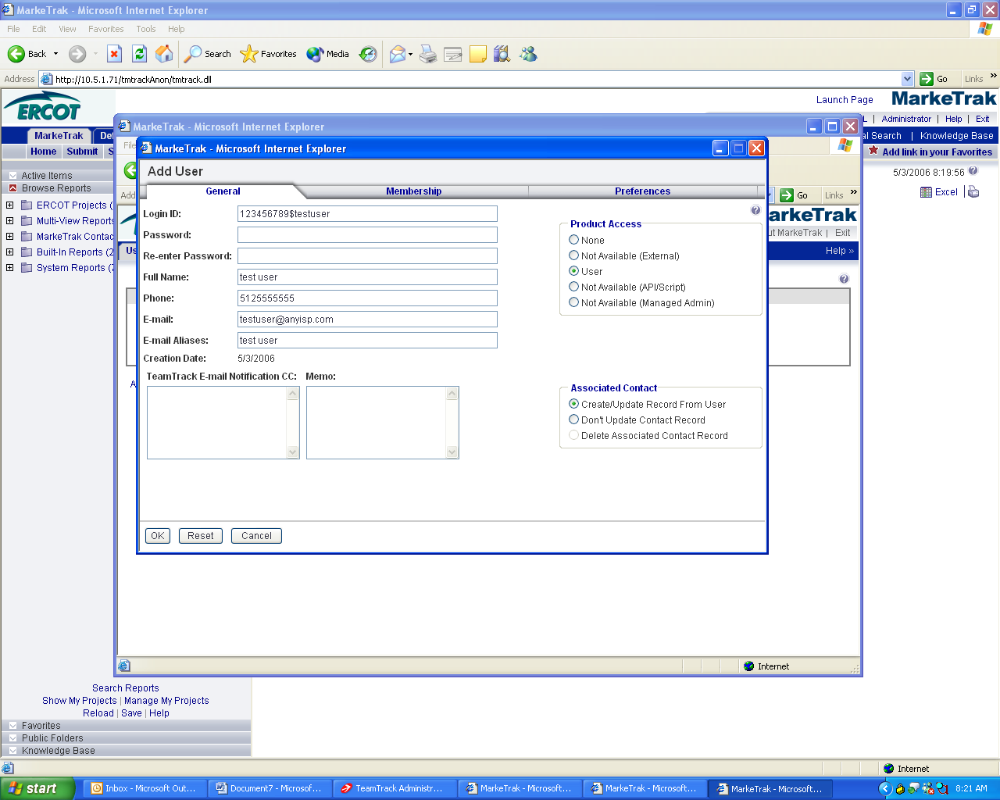 MarkeTrak - Microsoft Internet Explorer
File Edit View Favorites Tools Help
Back Search Favorites Media
Address http://10.5.1.71/tmtrackAnon/tmtrack.dll Go Links »
ERCOT
Launch Page MarkeTrak
Administrator | Help | Exit
MarkeTrak
Home Submit
| Knowledge Base
Add link in your Favorites
5/3/2006 8:19:56
Excel
Active Items
Browse Reports
ERCOT Projects (
Multi-View Reports
MarkeTrak Contac
Built-In Reports (2
System Reports (7
MarkeTrak - Microsoft Internet Explorer
Go Links »
MarkeTrak | Exit
Help »
MarkeTrak - Microsoft Internet Explorer
Add User
General Membership Preferences
Login ID: 123456789$testuser
Password:
Re-enter Password:
Full Name: test user
Phone: 5125555555
E-mail: testuser@anyisp.com
E-mail Aliases: test user
Creation Date: 5/3/2006
TeamTrack E-mail Notification CC: Memo:
Product Access
None
Not Available (External)
User
Not Available (API/Script)
Not Available (Managed Admin)
Associated Contact
Create/Update Record From User
Don't Update Contact Record
Delete Associated Contact Record
OK Reset Cancel
Internet
Search Reports
Show My Projects | Manage My Projects
Reload | Save | Help
Favorites
Public Folders
Knowledge Base
Internet
start Inbox - Microsoft Out... Document7 - Microsof... TeamTrack Administr... MarkeTrak - Microsoft... MarkeTrak - Microsoft... MarkeTrak - Microsoft... 8:21 AM